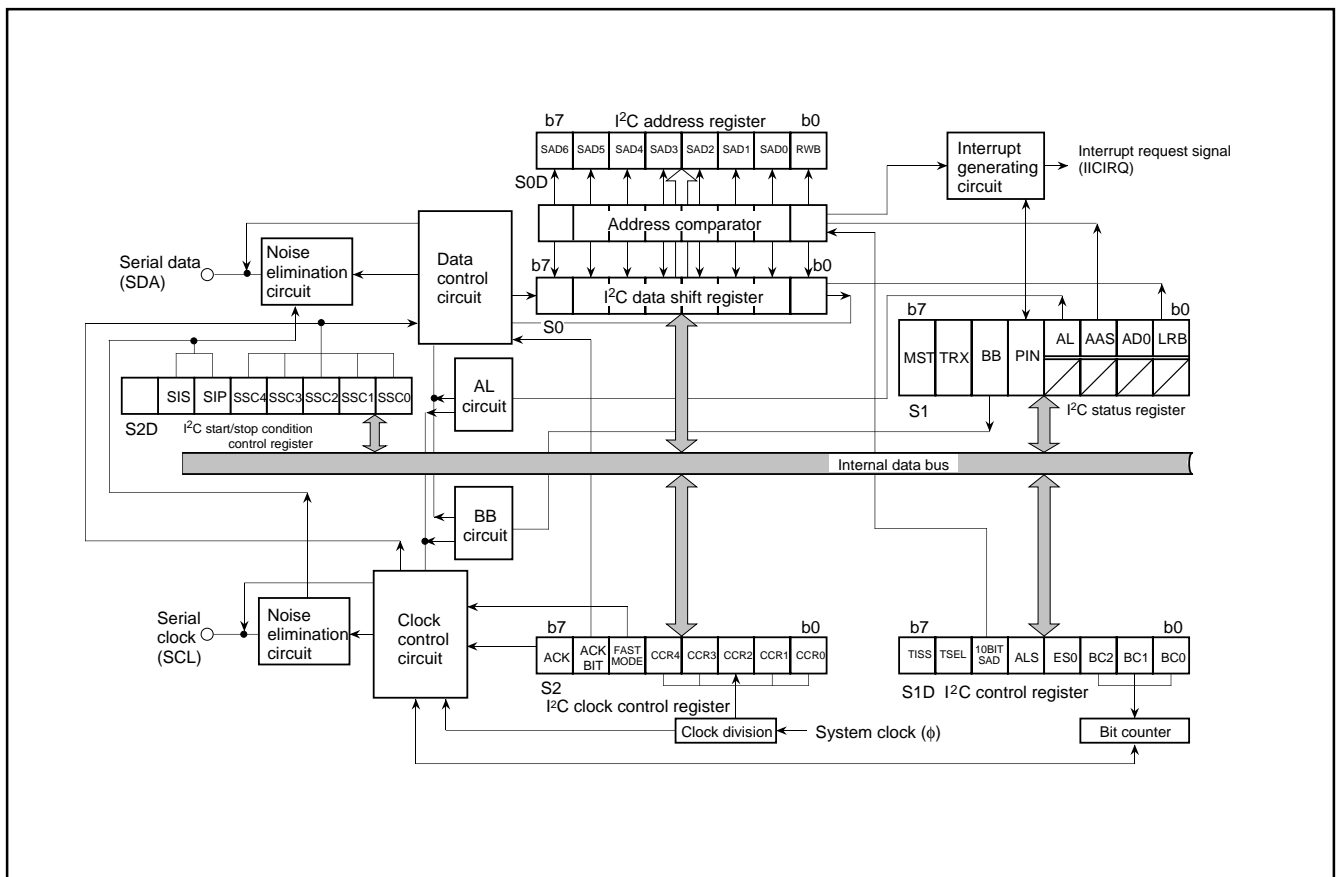 b7 I²C address register b0
SAD6 SAD5 SAD4 SAD3 SAD2 SAD1 SAD0 RWB
S0D
Interrupt
generating
circuit
Interrupt request signal
(IICIRQ)
Address comparator
Serial data
(SDA)
Noise
elimination
circuit
Data
control
circuit
b7 b0
I²C data shift register
S0
b7 b0
MST TRX BB PIN AL AAS AD0 LRB
S1 I²C status register
SIS SIP SSC4 SSC3 SSC2 SSC1 SSC0
S2D I²C start/stop condition
control register
AL
circuit
Internal data bus
BB
circuit
Serial
clock
(SCL)
Noise
elimination
circuit
Clock
control
circuit
b7 b0
ACK ACK
BIT FAST
MODE CCR4 CCR3 CCR2 CCR1 CCR0
S2
I²C clock control register
Clock division
System clock (ϕ)
b7 b0
TISS TSEL 10BIT
SAD ALS ES0 BC2 BC1 BC0
S1D I²C control register
Bit counter